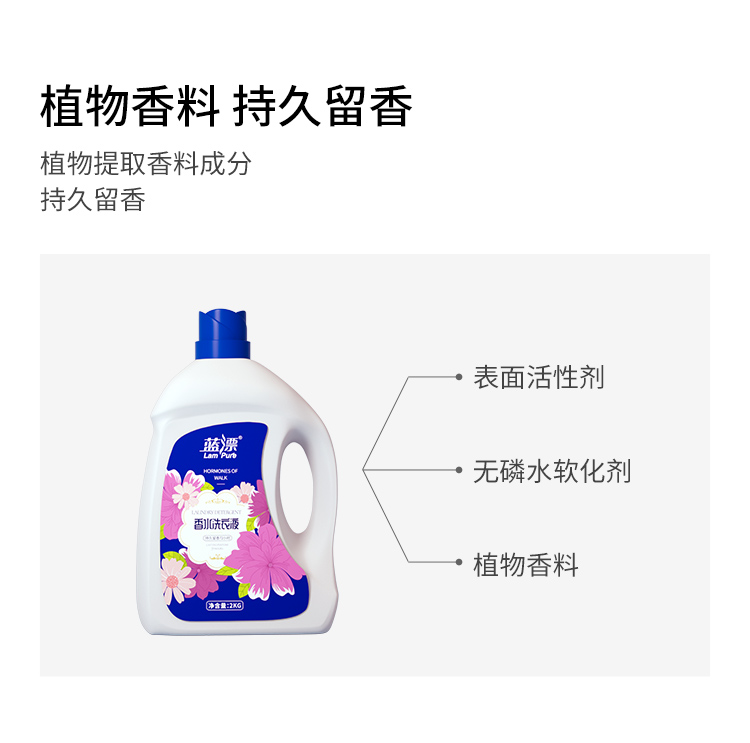 植物香料 持久留香
植物提取香料成分
持久留香
蓝漂®
Lam Pure
HORMONES OF
WALK
LAUNDRY DETERGENT
香水洗衣液
净含量:2KG
表面活性剂
无磷水软化剂
植物香料